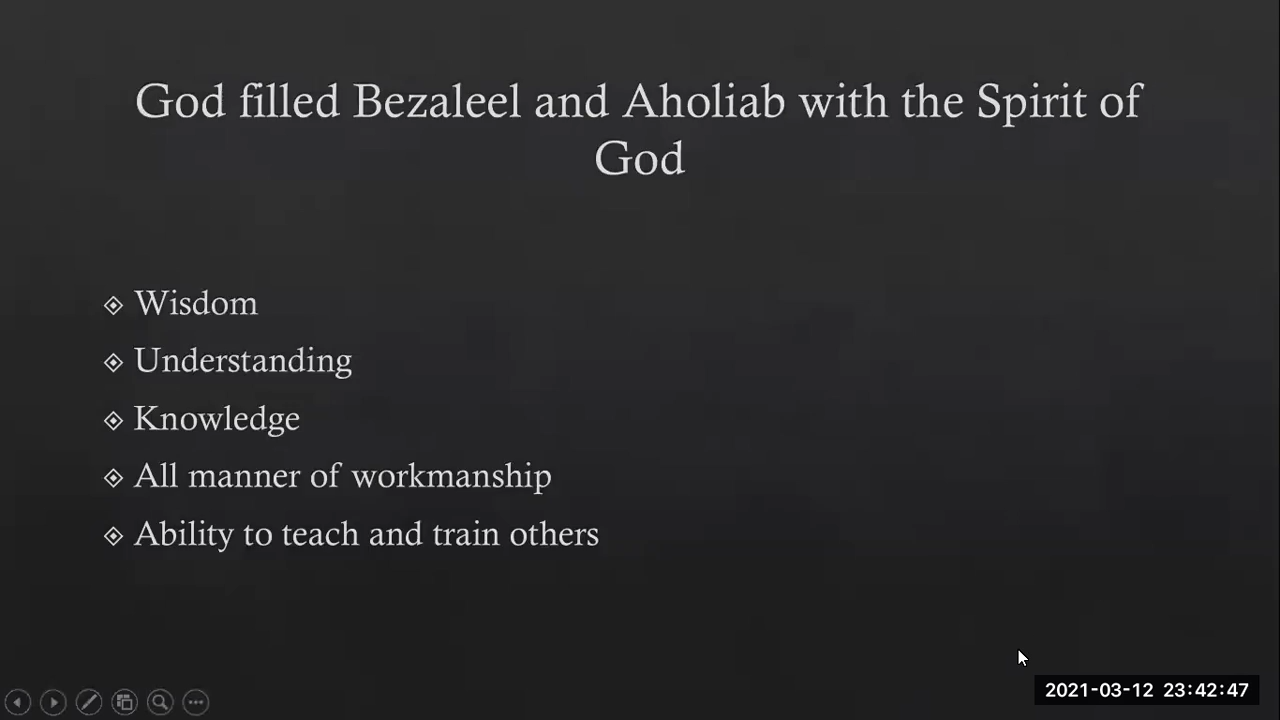 God filled Bezaleel and Aholiab with the Spirit of
God
Wisdom
Understanding
Knowledge
All manner of workmanship
Ability to teach and train others
2021-03-12 23:42:47